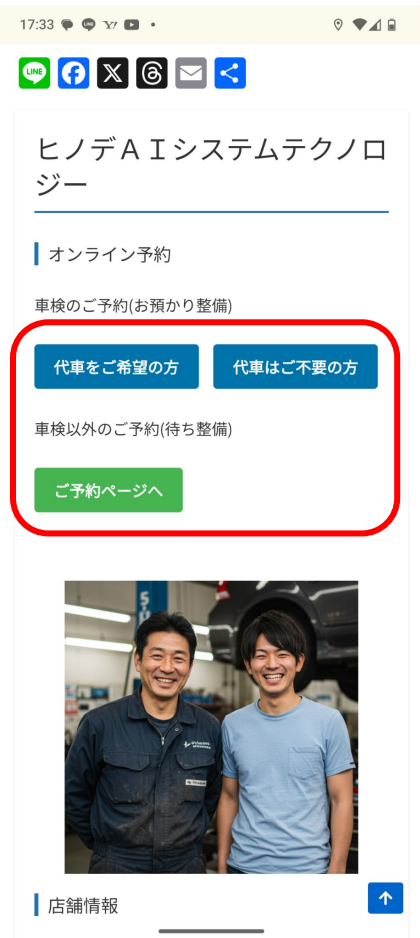 17:33
LINE
ヒノデＡＩシステムテクノロ
ジー
オンライン予約
車検のご予約(お預かり整備)
代車をご希望の方 代車はご不要の方
車検以外のご予約(待ち整備)
ご予約ページへ
店舗情報